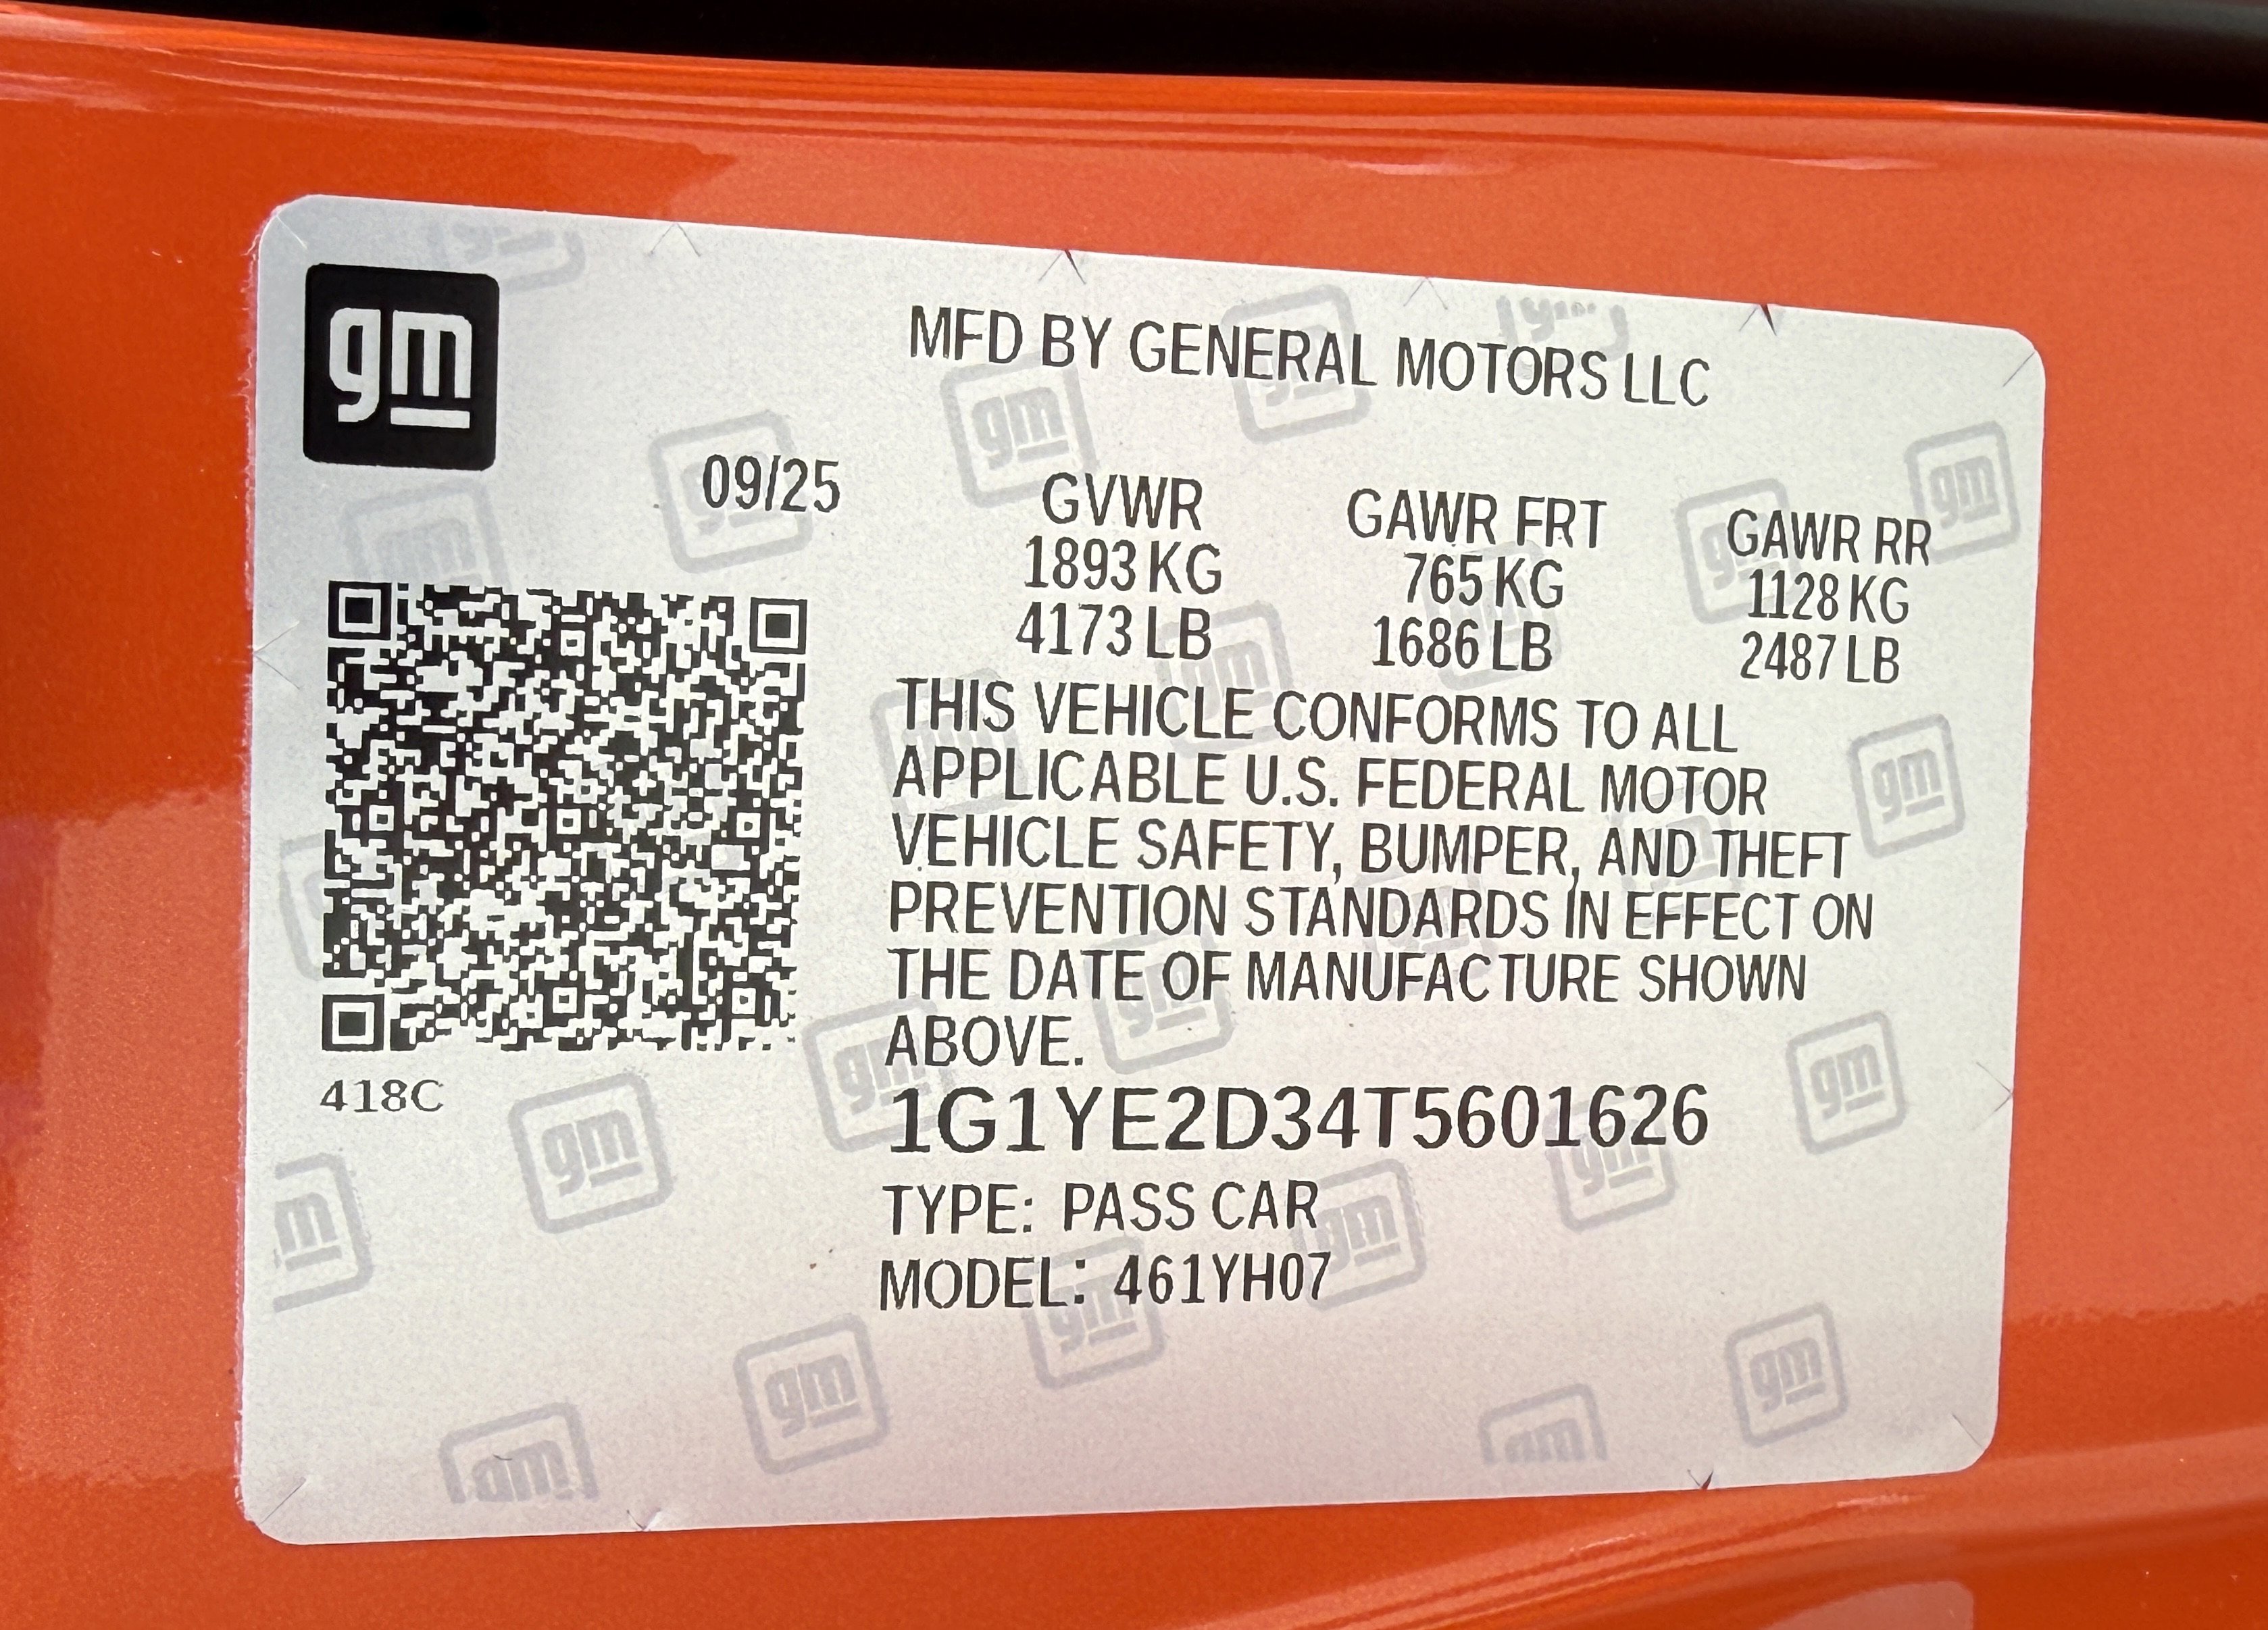 gm
MFD BY GENERAL MOTORS LLC
09/25
GVWR GAWR FRT GAWR RR
1893 KG 765 KG 1128 KG
4173 LB 1686 LB 2487 LB
THIS VEHICLE CONFORMS TO ALL
APPLICABLE U.S. FEDERAL MOTOR
VEHICLE SAFETY, BUMPER, AND THEFT
PREVENTION STANDARDS IN EFFECT ON
THE DATE OF MANUFACTURE SHOWN
ABOVE.
418C
1G1YE2D34T5601626
TYPE: PASS CAR
MODEL: 461YH07